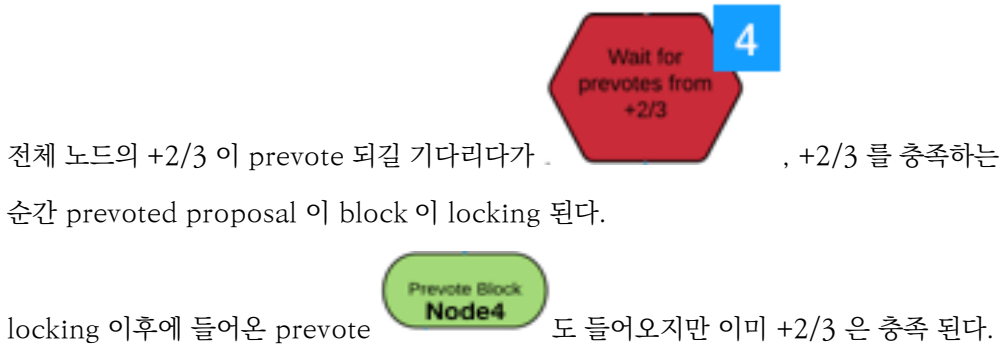 4
Wait for
prevotes from
+2/3
전체 노드의 +2/3 이 prevote 되길 기다리다가 , +2/3 를 충족하는
순간 prevoted proposal 이 block 이 locking 된다.
Prevote Block
Node4
locking 이후에 들어온 prevote 도 들어오지만 이미 +2/3 은 충족 된다.